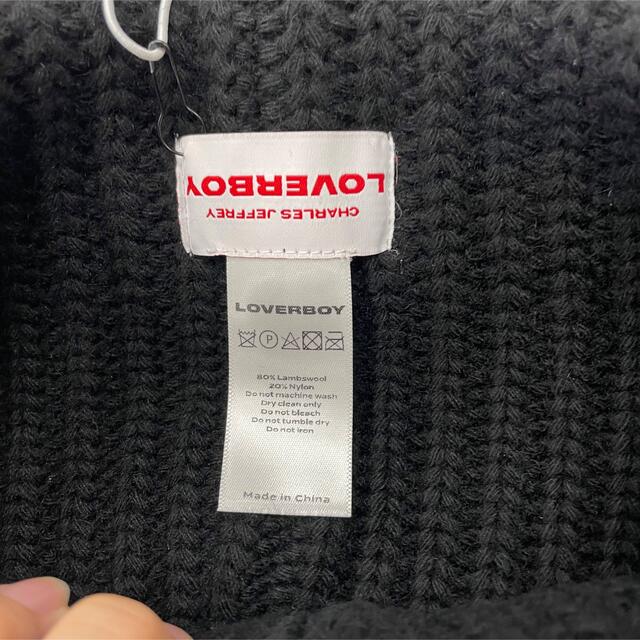 CHARLES JEFFREY
LOVERBOY
LOVERBOY
P
80% Lambswool
20% Nylon
Do not machine wash
Dry clean only
Do not bleach
Do not tumble dry
Do not iron
Made in China